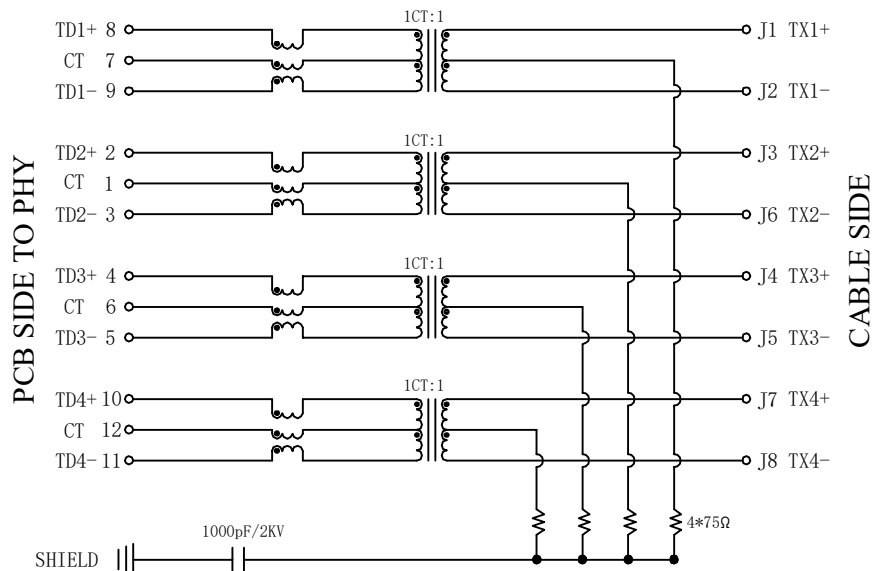 1CT:1
TD1+ 8 J1 TX1+
CT 7
TD1- 9 J2 TX1-
1CT:1
TD2+ 2 J3 TX2+
CT 1
TD2- 3 J6 TX2-
1CT:1
TD3+ 4 J4 TX3+
CT 6
TD3- 5 J5 TX3-
1CT:1
TD4+ 10 J7 TX4+
CT 12
TD4- 11 J8 TX4-
PCB SIDE TO PHY
CABLE SIDE
4*75Ω
1000pF/2KV
SHIELD